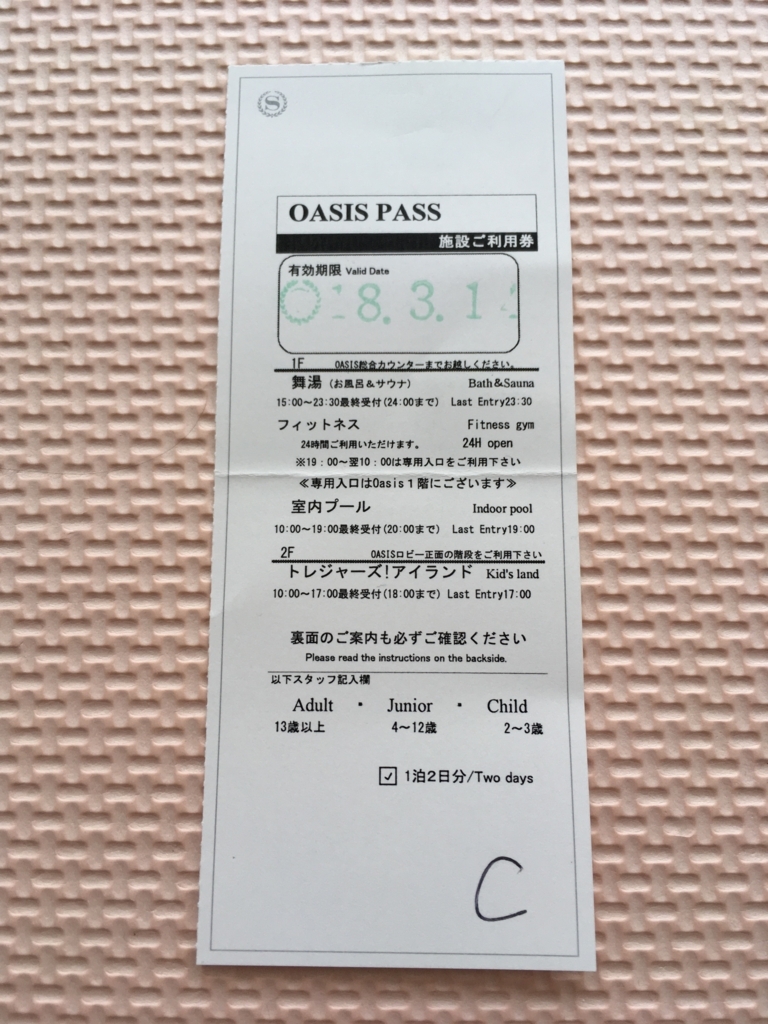 S
OASIS PASS
施設ご利用券
有効期限 Valid Date
8.3.1
1F OASIS総合カウンターまでお越しください。
舞湯 (お風呂&サウナ) Bath&Sauna
15:00~23:30最終受付(24:00まで) Last Entry23:30
フィットネス Fitness gym
24時間ご利用いただけます。 24H open
※19:00~翌10:00は専用入口をご利用下さい
≪専用入口はOasis1階にございます≫
室内プール Indoor pool
10:00~19:00最終受付(20:00まで) Last Entry19:00
2F OASISロビー正面の階段をご利用下さい
トレジャーズ!アイランド Kid's land
10:00~17:00最終受付(18:00まで) Last Entry17:00
裏面のご案内も必ずご確認ください
Please read the instructions on the backside.
以下スタッフ記入欄
Adult ・ Junior ・ Child
13歳以上 4~12歳 2~3歳
☑ 1泊2日分/Two days
C